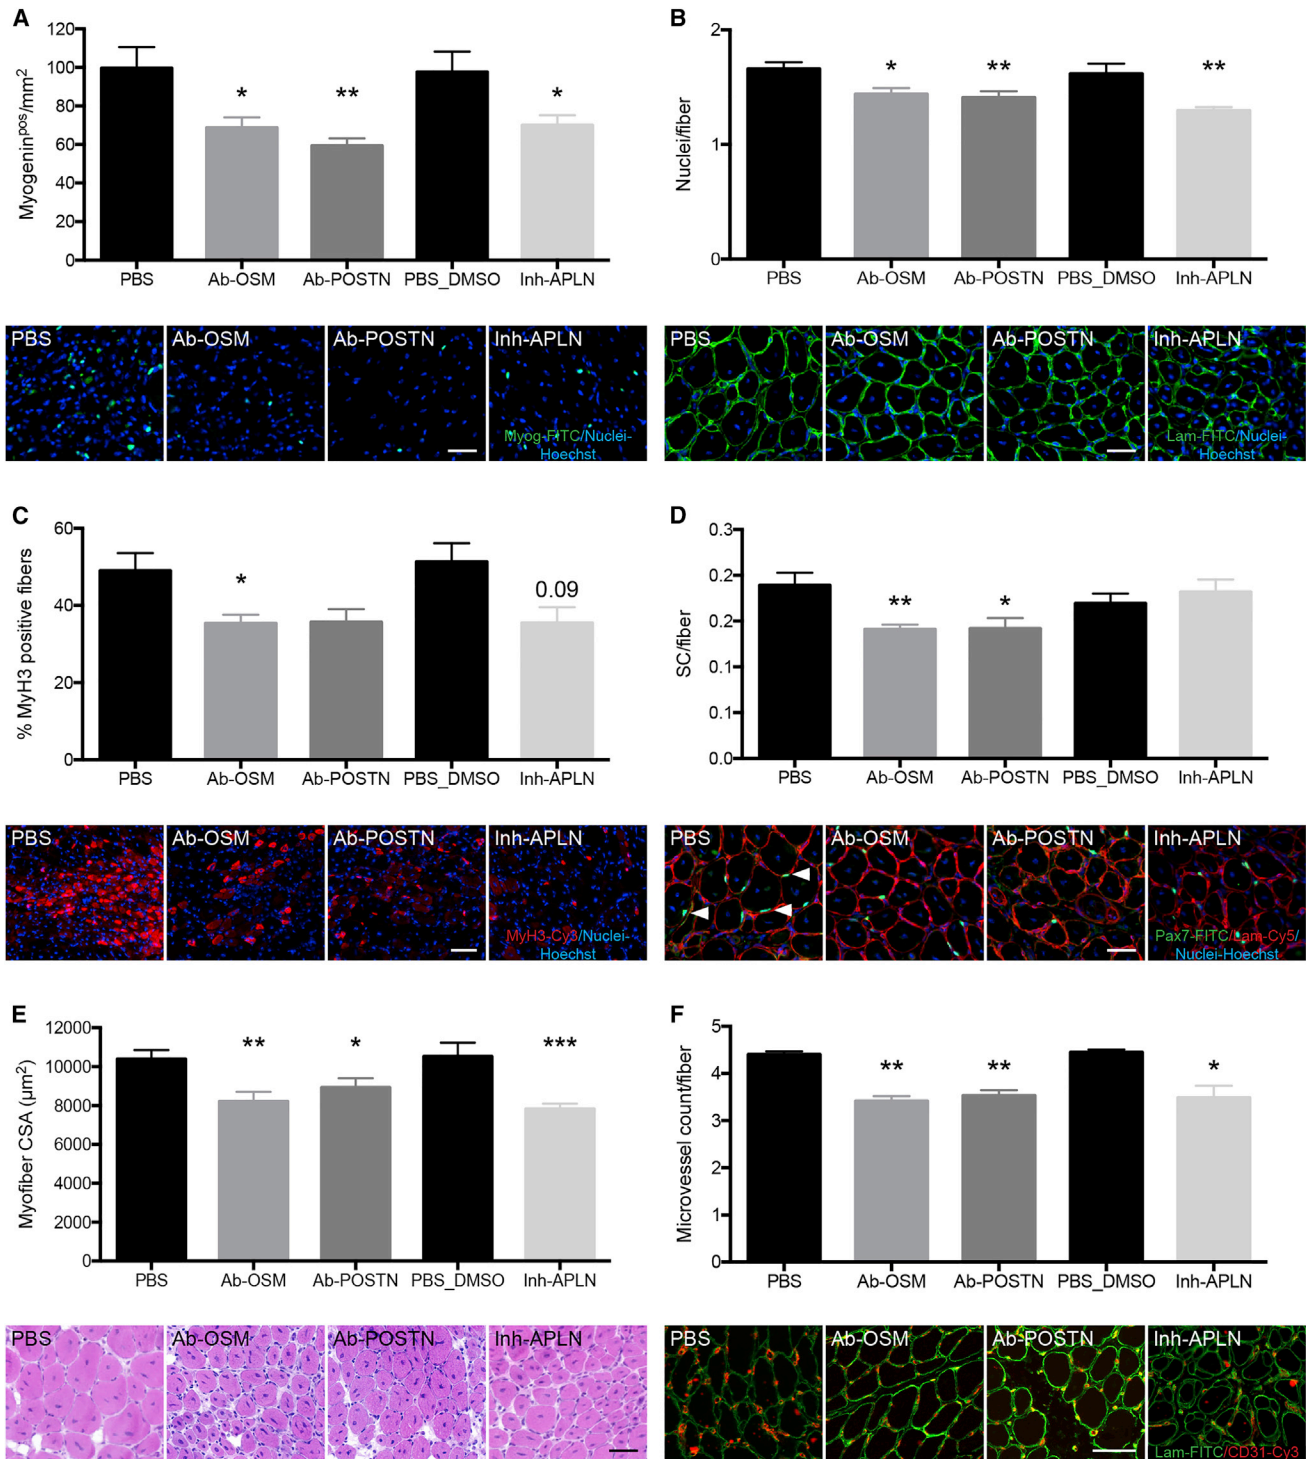 A
Myogenin^pos/mm²
120
100
80
60
40
20
0
* ** *
PBS Ab-OSM Ab-POSTN PBS_DMSO Inh-APLN
PBS Ab-OSM Ab-POSTN Inh-APLN
Myog-FITC/Nuclei-
Hoechst
B
Nuclei/fiber
2
1
0
* ** **
PBS Ab-OSM Ab-POSTN PBS_DMSO Inh-APLN
PBS Ab-OSM Ab-POSTN Inh-APLN
Lam-FITC/Nuclei-
Hoechst
C
% MyH3 positive fibers
60
40
20
0
* 0.09
PBS Ab-OSM Ab-POSTN PBS_DMSO Inh-APLN
PBS Ab-OSM Ab-POSTN Inh-APLN
MyH3-Cy3/Nuclei-
Hoechst
D
SC/fiber
0.3
0.2
0.2
0.1
0.1
0.0
** *
PBS Ab-OSM Ab-POSTN PBS_DMSO Inh-APLN
PBS Ab-OSM Ab-POSTN Inh-APLN
Pax7-FITC/Lam-Cy5/
Nuclei-Hoechst
E
Myofiber CSA (µm²)
12000
10000
8000
6000
4000
2000
0
** * ***
PBS Ab-OSM Ab-POSTN PBS_DMSO Inh-APLN
PBS Ab-OSM Ab-POSTN Inh-APLN
F
Microvessel count/fiber
5
4
3
2
1
0
** ** *
PBS Ab-OSM Ab-POSTN PBS_DMSO Inh-APLN
PBS Ab-OSM Ab-POSTN Inh-APLN
Lam-FITC/CD31-Cy3